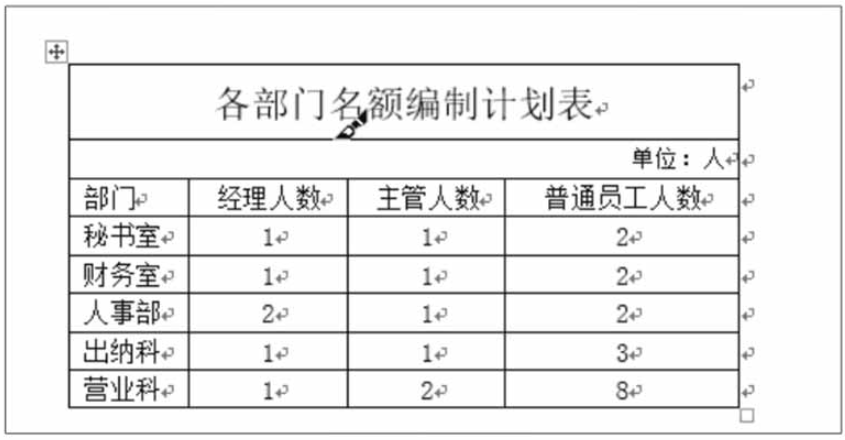 各部门名额编制计划表
单位：人
部门 经理人数 主管人数 普通员工人数
秘书室 1 1 2
财务室 1 1 2
人事部 2 1 2
出纳科 1 1 3
营业科 1 2 8